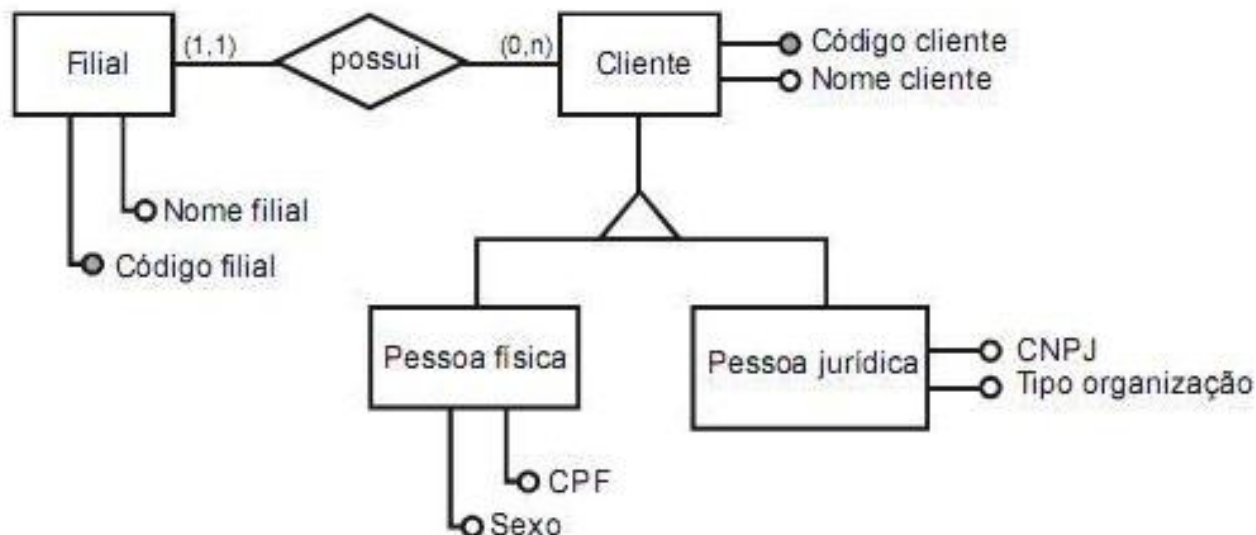 Filial
(1,1)
possui
(0,n)
Cliente
Código cliente
Nome cliente
Nome filial
Código filial
Pessoa física
Pessoa jurídica
CNPJ
Tipo organização
CPF
Sexo